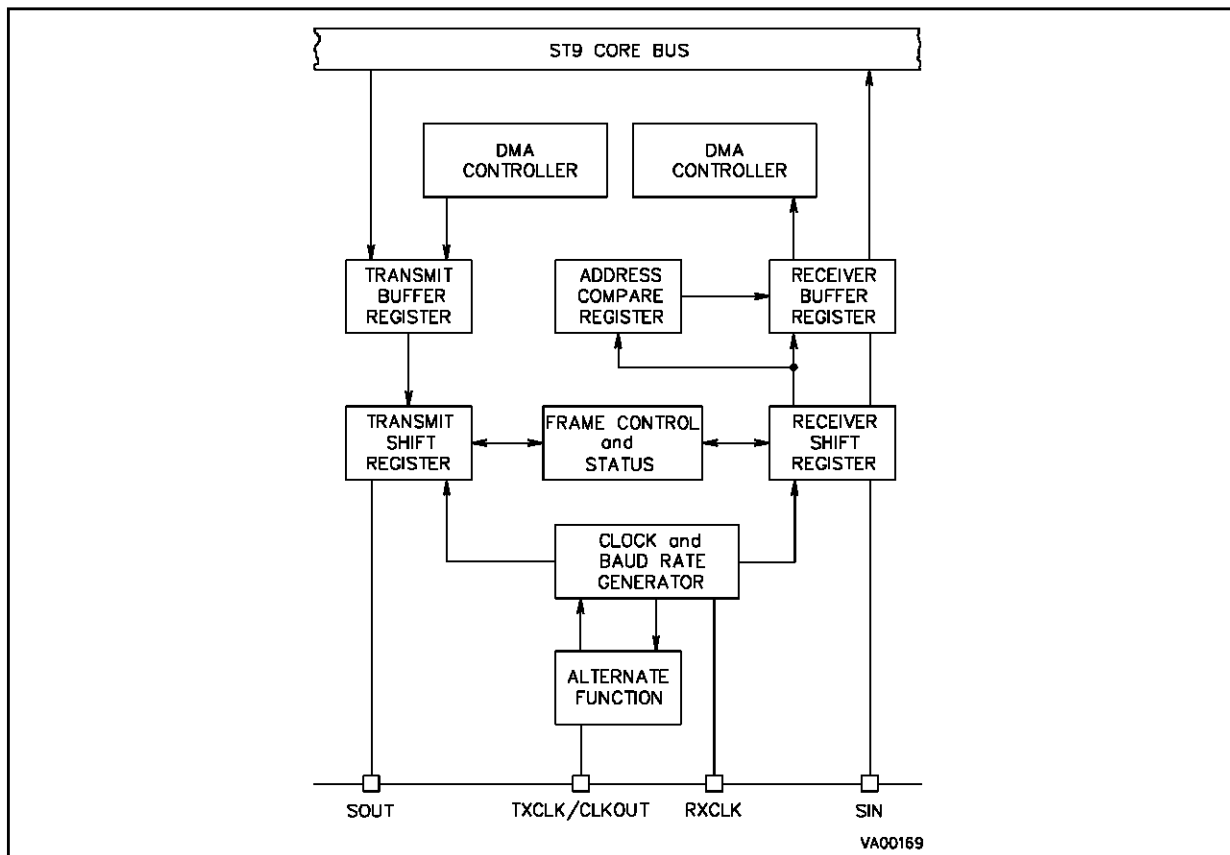 ST9 CORE BUS
DMA
CONTROLLER
DMA
CONTROLLER
TRANSMIT
BUFFER
REGISTER
ADDRESS
COMPARE
REGISTER
RECEIVER
BUFFER
REGISTER
TRANSMIT
SHIFT
REGISTER
FRAME CONTROL
and
STATUS
RECEIVER
SHIFT
REGISTER
CLOCK and
BAUD RATE
GENERATOR
ALTERNATE
FUNCTION
SOUT
TXCLK/CLKOUT
RXCLK
SIN
VA00169